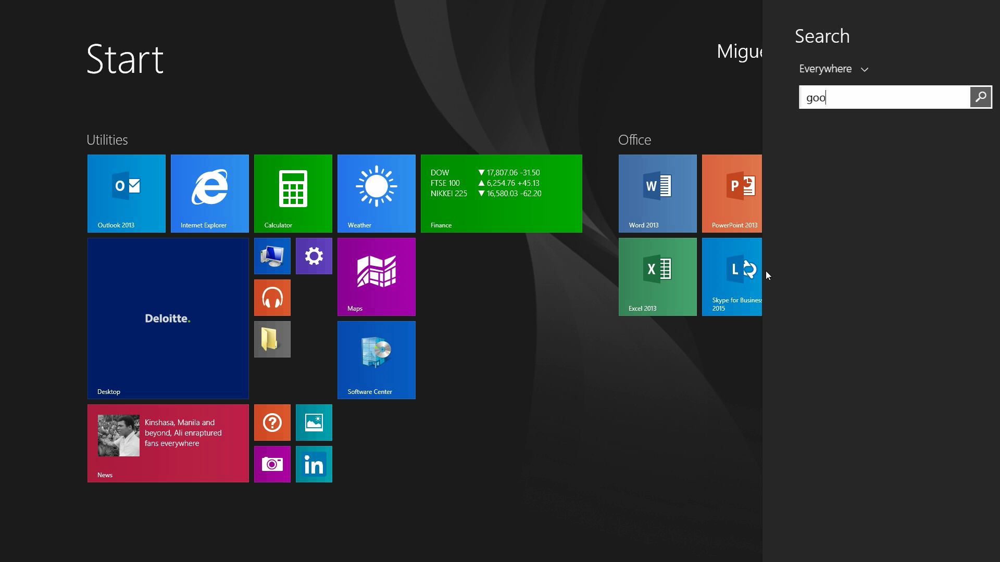 Start
Migue
Search
Everywhere
goo
Utilities
Office
Outlook 2013
Internet Explorer
Calculator
Weather
DOW ▼ 17,807.06 -31.50
FTSE 100 ▲ 6,254.76 +45.13
NIKKEI 225 ▼ 16,580.03 -62.20
Finance
W
Word 2013
P
PowerPoint 2013
Deloitte.
Desktop
Maps
X
Excel 2013
L
Skype for Business
2015
Software Center
Kinshasa, Manila and
beyond, Ali enraptured
fans everywhere
News
?
in